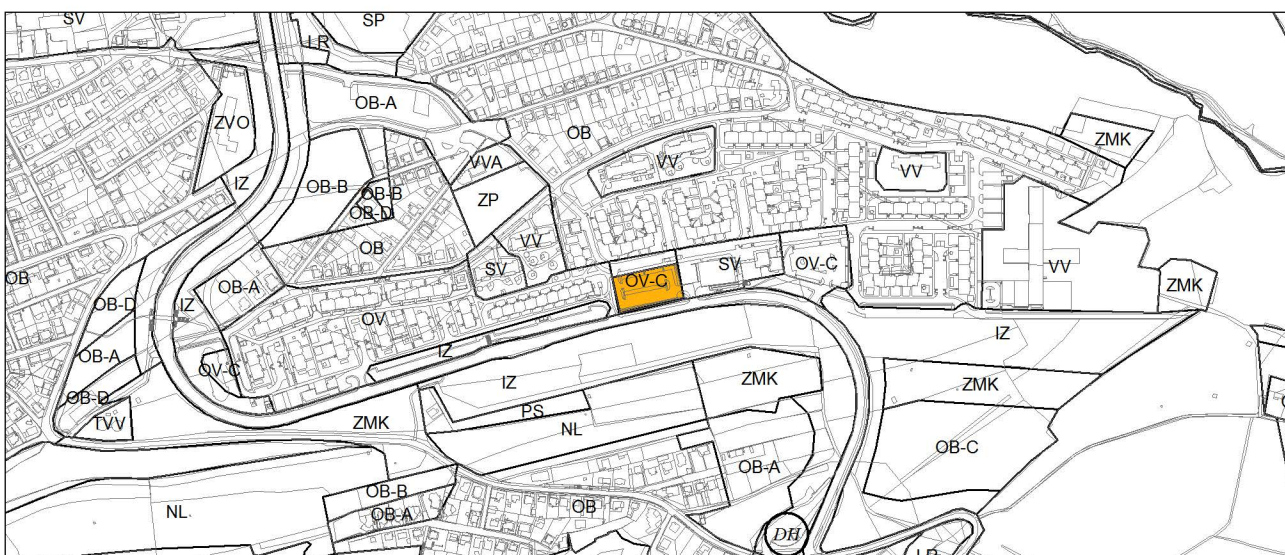 SV
SP
LR
OB-A
ZVO
OB
ZMK
VVA
VV
VV
IZ
OB-B
OB-B
ZP
OB-D
OB
VV
VV
OB
SV
OV-C
SV
OV-C
ZMK
OB-A
OB-D
IZ
OV
IZ
OB-A
IZ
OV-C
IZ
ZMK
ZMK
OB-D
PS
TVV
ZMK
NL
OB-C
OB-A
OB-B
NL
OB-A
OB
DH